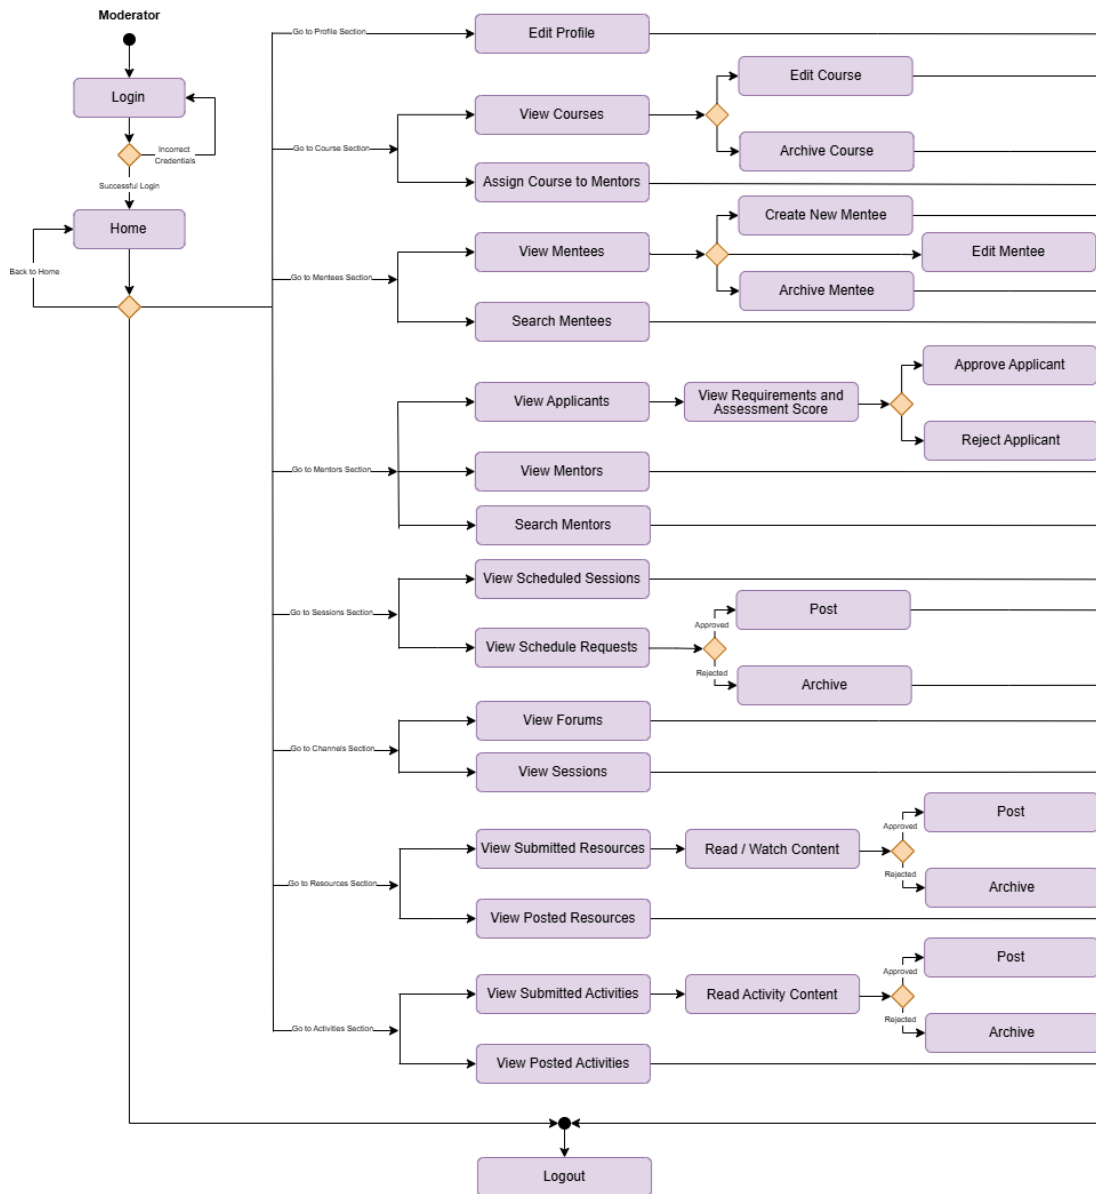 Moderator
Login
Incorrect
Credentials
Successful Login
Home
Back to Home
Go to Profile Section
Edit Profile
Go to Course Section
View Courses
Edit Course
Archive Course
Assign Course to Mentors
Go to Mentees Section
View Mentees
Create New Mentee
Edit Mentee
Archive Mentee
Search Mentees
Go to Mentors Section
View Applicants
View Requirements and
Assessment Score
Approve Applicant
Reject Applicant
View Mentors
Search Mentors
Go to Sessions Section
View Scheduled Sessions
View Schedule Requests
Approved
Post
Rejected
Archive
Go to Channels Section
View Forums
View Sessions
Go to Resources Section
View Submitted Resources
Read / Watch Content
Approved
Post
Rejected
Archive
View Posted Resources
Go to Activities Section
View Submitted Activities
Read Activity Content
Approved
Post
Rejected
Archive
View Posted Activities
Logout